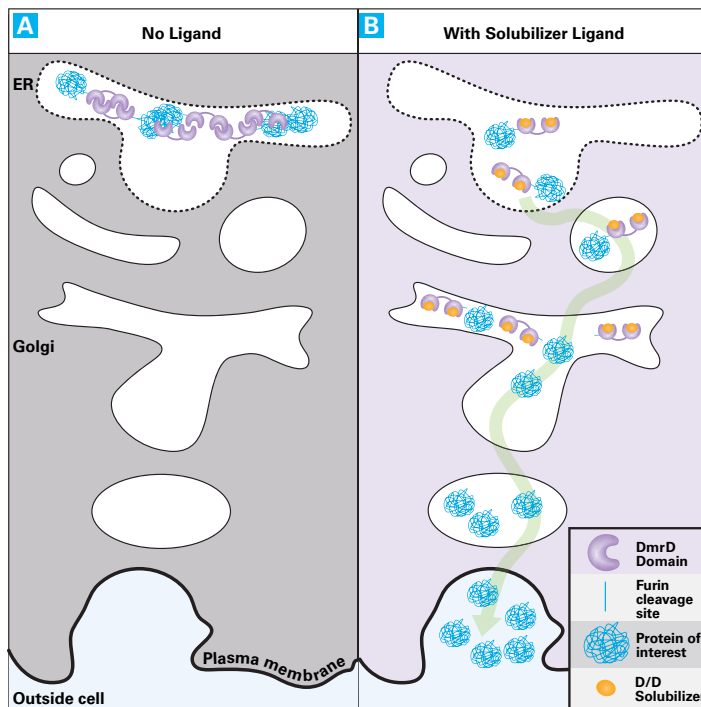 A
No Ligand
B
With Solubilizer Ligand
ER
Golgi
Plasma membrane
Outside cell
DmrD
Domain
Furin
cleavage
site
Protein of
interest
D/D
Solubilizer